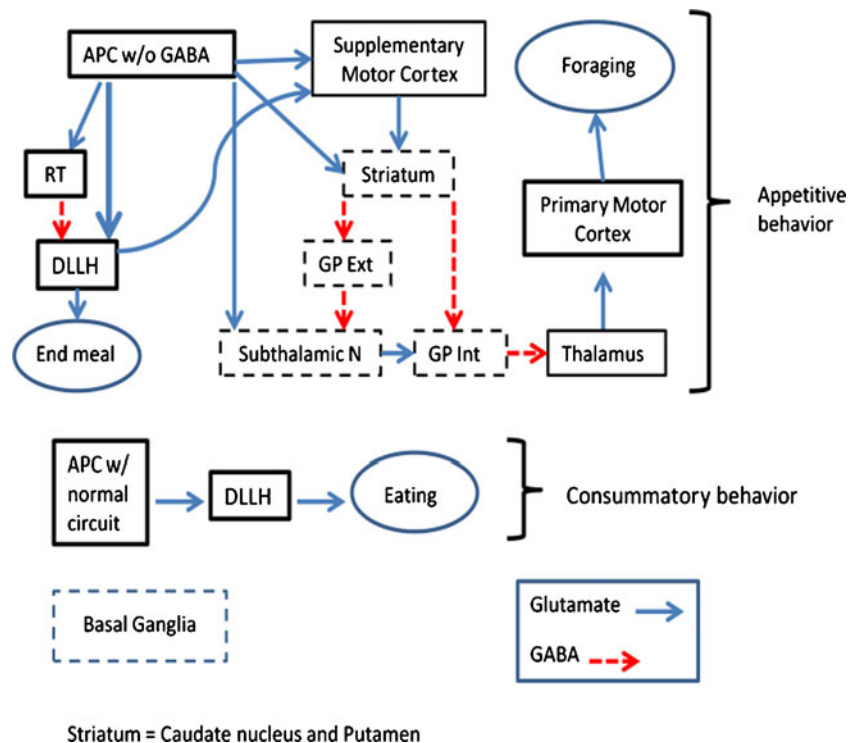 APC w/o GABA
Supplementary
Motor Cortex
Foraging
RT
Striatum
Primary Motor
Cortex
Appetitive
behavior
DLLH
GP Ext
End meal
Subthalamic N
GP Int
Thalamus
APC w/
normal
circuit
DLLH
Eating
Consummatory behavior
Basal Ganglia
Glutamate
GABA
Striatum = Caudate nucleus and Putamen